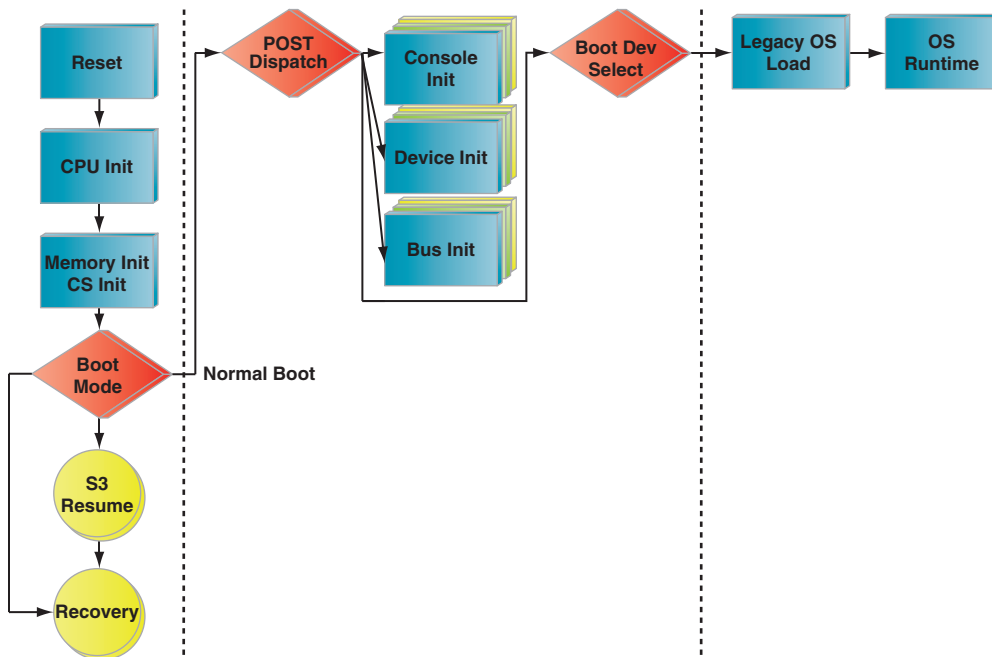 Reset
CPU Init
Memory Init
CS Init
Boot
Mode
S3
Resume
Recovery
Normal Boot
POST
Dispatch
Console
Init
Device Init
Bus Init
Boot Dev
Select
Legacy OS
Load
OS
Runtime